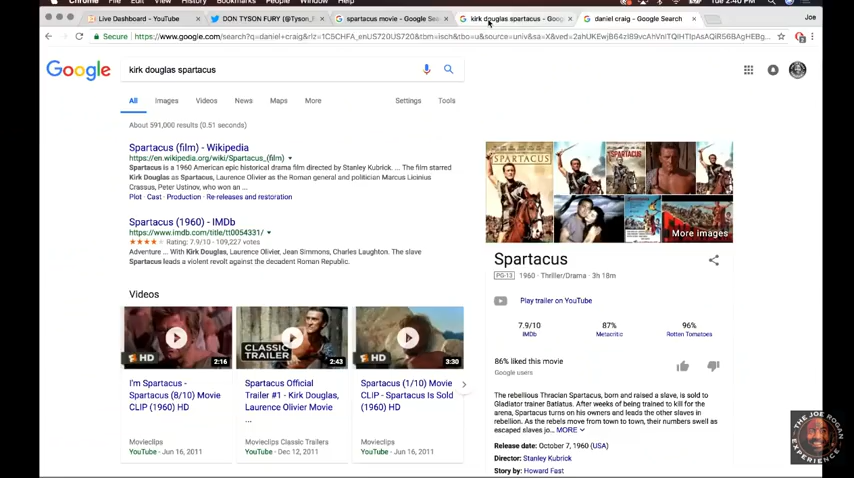 Chrome File Edit View History Bookmarks People Window Help
Tue 2:40 PM
Live Dashboard - YouTube
DON TYSON FURY (@Tyson_
spartacus movie - Google Sea
kirk douglas spartacus - Goog
daniel craig - Google Search
Joe
Secure
Google
kirk douglas spartacus
All
Images
Videos
News
Maps
More
Settings
Tools
About 591,000 results (0.51 seconds)
Spartacus (film) - Wikipedia
https://en.wikipedia.org/wiki/Spartacus_(film)
Spartacus is a 1960 American epic historical drama film directed by Stanley Kubrick. ... The film starred
Kirk Douglas as Spartacus, Laurence Olivier as the Roman general and politician Marcus Licinius
Crassus, Peter Ustinov, who won an ...
Plot · Cast · Production · Re-releases and restoration
Spartacus (1960) - IMDb
https://www.imdb.com/title/tt0054331/
Rating: 7.9/10 - 109,227 votes
Adventure ... With Kirk Douglas, Laurence Olivier, Jean Simmons, Charles Laughton. The slave
Spartacus leads a violent revolt against the decadent Roman Republic.
Videos
HD
2:16
CLASSIC
TRAILER
2:43
HD
3:30
I'm Spartacus -
Spartacus (8/10) Movie
CLIP (1960) HD
Movieclips
YouTube - Jun 16, 2011
Spartacus Official
Trailer #1 - Kirk Douglas,
Laurence Olivier Movie
...
Movieclips Classic Trailers
YouTube - Dec 12, 2011
Spartacus (1/10) Movie
CLIP - Spartacus Is Sold
(1960) HD
Movieclips
YouTube - Jun 16, 2011
SPARTACUS
SPARTACUS
More images
Spartacus
PG-13 1960 · Thriller/Drama · 3h 18m
Play trailer on YouTube
7.9/10
IMDb
87%
Metacritic
96%
Rotten Tomatoes
86% liked this movie
Google users
The rebellious Thracian Spartacus, born and raised a slave, is sold to
Gladiator trainer Batiatus. After weeks of being trained to kill for the
arena, Spartacus turns on his owners and leads the other slaves in
rebellion. As the rebels move from town to town, their numbers swell as
escaped slaves jo... MORE
Release date: October 7, 1960 (USA)
Director: Stanley Kubrick
Story by: Howard Fast
THE JOE ROGAN
EXPERIENCE